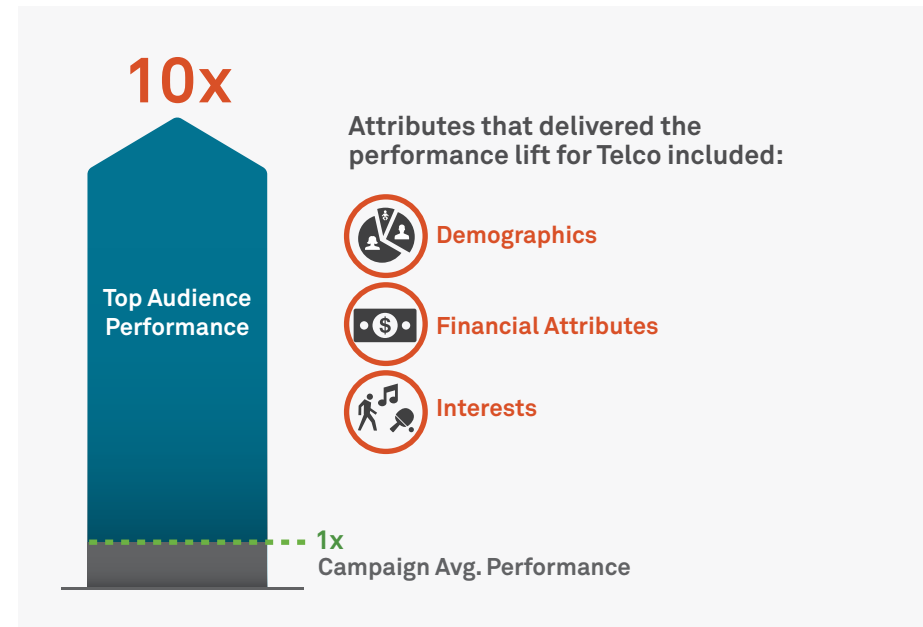 10x
Attributes that delivered the
performance lift for Telco included:
Demographics
Top Audience
Performance
$
Financial Attributes
Interests
1x
Campaign Avg. Performance